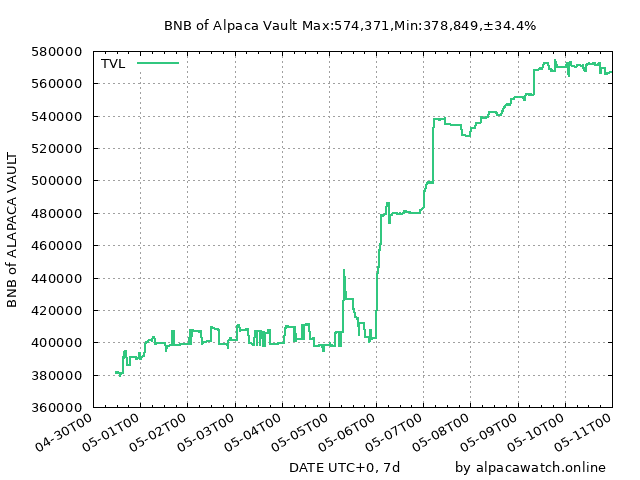 BNB of Alpaca Vault Max:574,371,Min:378,849,±34.4%
TVL
580000
560000
540000
520000
500000
480000
460000
440000
420000
400000
380000
360000
BNB of ALAPACA VAULT
04-30T00
05-01T00
05-02T00
05-03T00
05-04T00
05-05T00
05-06T00
05-07T00
05-08T00
05-09T00
05-10T00
05-11T00
DATE UTC+0, 7d
by alpacawatch.online